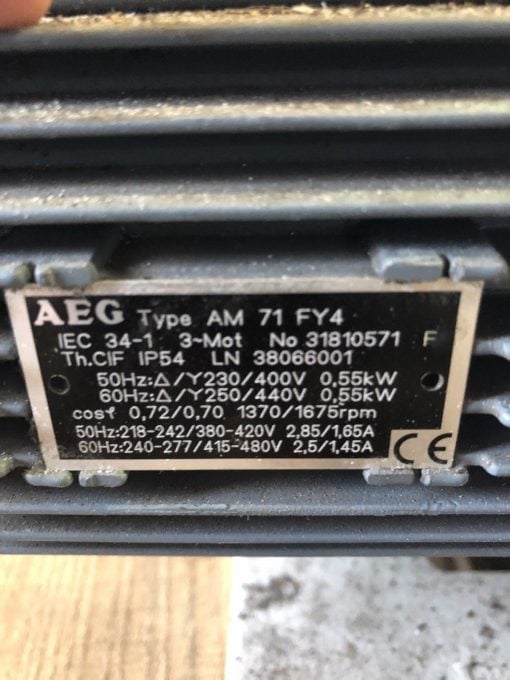 AEG Type AM 71 FY4
IEC 34-1 3~Mot No 31810571 F
Th.ClF IP54 LN 38066001
50Hz:Δ/Y230/400V 0,55kW
60Hz:Δ/Y250/440V 0,55kW
cosφ 0,72/0,70 1370/1675rpm
50Hz:218-242/380-420V 2,85/1,65A
60Hz:240-277/415-480V 2,5/1,45A
CE